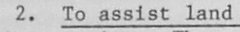 2. To assist land